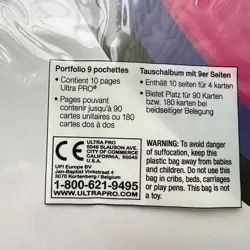 Portfolio 9 pochettes
• Contient 10 pages
Ultra PRO®
• Pages pouvant
contenir jusqu'à 90
cartes unitaires ou 180
cartes dos à dos
Tauschalbum mit 9er Seiten
• Enthält 10 seiten für 4 karten
• Bietet Platz für 90 Karten
bzw. 180 karten bei
beidseitiger Belegung
CE
ULTRA PRO
6049 SLAUSON AVE.
CITY OF COMMERCE
CALIFORNIA, 90040
U.S.A.
UPI Europe BV
Jan-Baptist Vinkstraat 4
3070 Kortenberg / Belgium
1-800-621-9495
WWW.ULTRAPRO.COM
WARNING: To avoid danger
of suffocation, keep this
plastic bag away from babies
and children. Do not use this
bag in cribs, beds, carriages
or play pens. This bag is not
a toy.